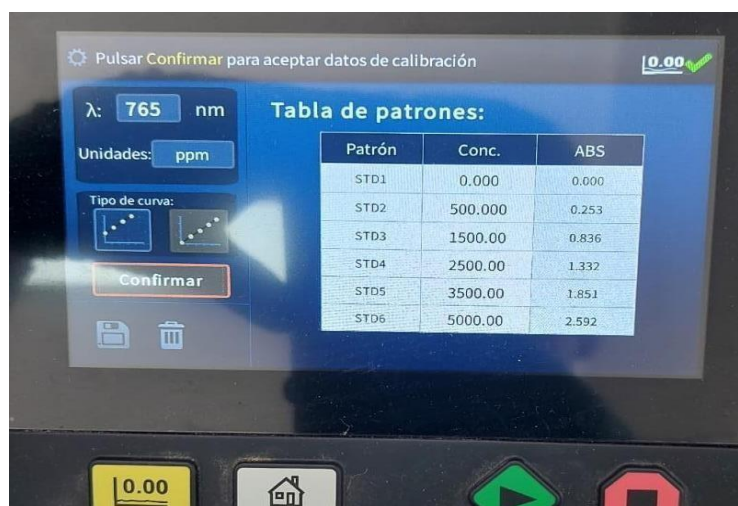 Pulsar Confirmar para aceptar datos de calibración
0.00
λ: 765 nm
Unidades: ppm
Tipo de curva:
Confirmar
Tabla de patrones:
Patrón Conc. ABS
STD1 0.000 0.000
STD2 500.000 0.253
STD3 1500.00 0.836
STD4 2500.00 1.332
STD5 3500.00 1.851
STD6 5000.00 2.592
0.00